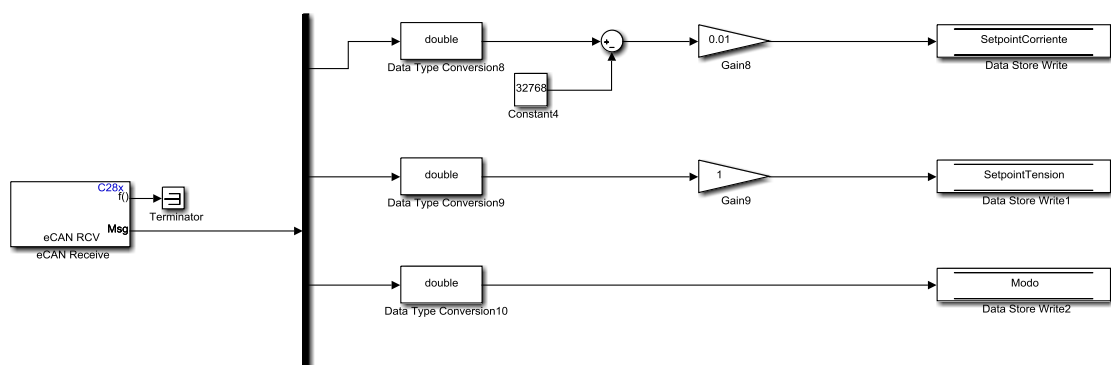 double
Data Type Conversion8
32768
Constant4
0.01
Gain8
SetpointCorriente
Data Store Write
C28x
f()
Msg
eCAN RCV
eCAN Receive
Terminator
double
Data Type Conversion9
1
Gain9
SetpointTension
Data Store Write1
double
Data Type Conversion10
Modo
Data Store Write2